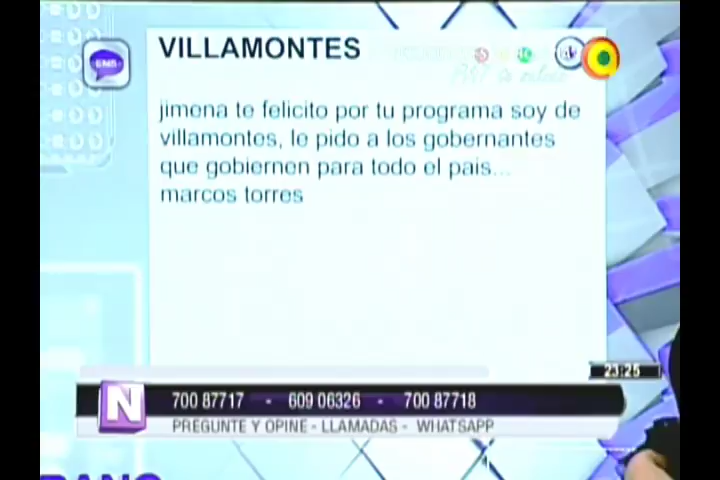 VILLAMONTES
SMS
jimena te felicito por tu programa soy de
villamontes, le pido a los gobernantes
que gobiernen para todo el pais...
marcos torres
23:25
N
700 87717 - 609 06326 - 700 87718
PREGUNTE Y OPINE - LLAMADAS - WHATSAPP